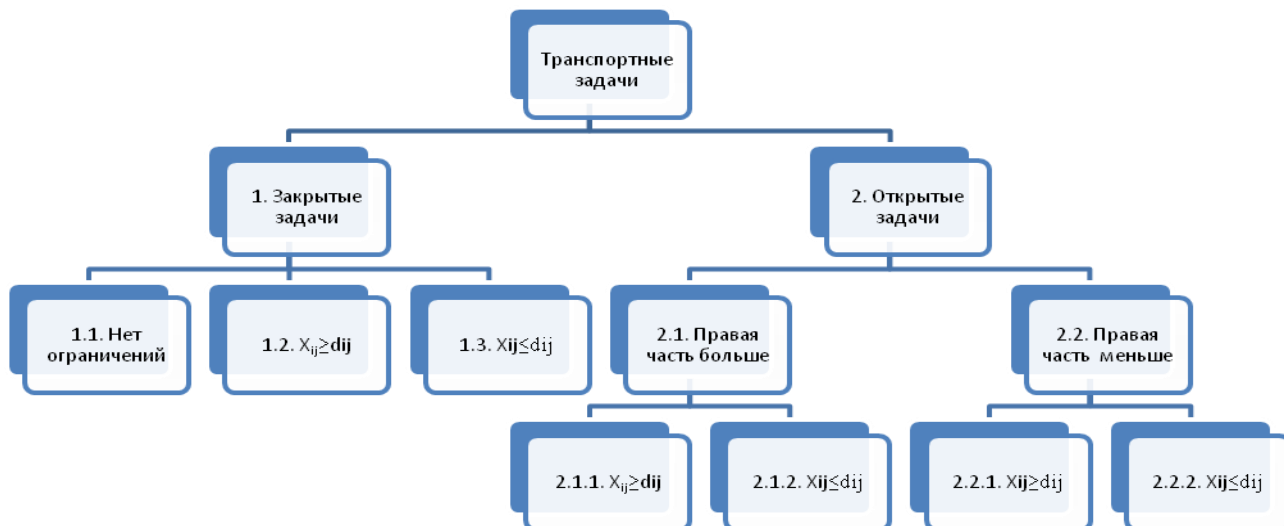 Транспортные
задачи
1. Закрытые
задачи
2. Открытые
задачи
1.1. Нет
ограничений
1.2. Xij≥dij
1.3. Xij≤dij
2.1. Правая
часть больше
2.2. Правая
часть меньше
2.1.1. Xij≥dij
2.1.2. Xij≤dij
2.2.1. Xij≥dij
2.2.2. Xij≤dij